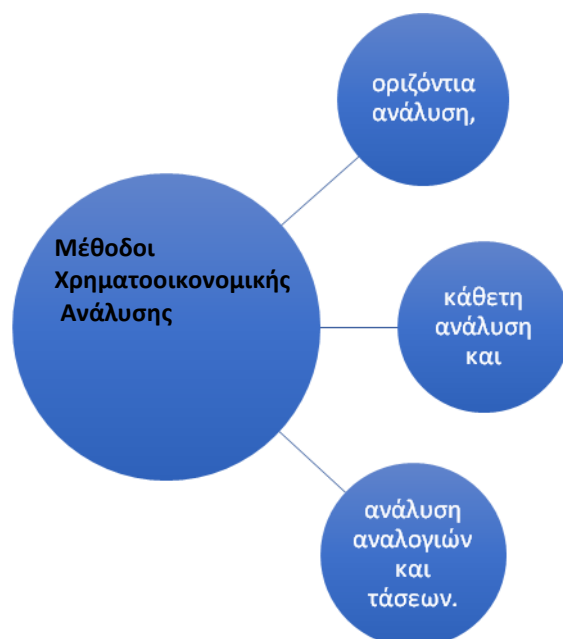 Μέθοδοι
Χρηματοοικονομικής
Ανάλυσης
οριζόντια
ανάλυση,
κάθετη
ανάλυση
και
ανάλυση
αναλογιών
και
τάσεων.